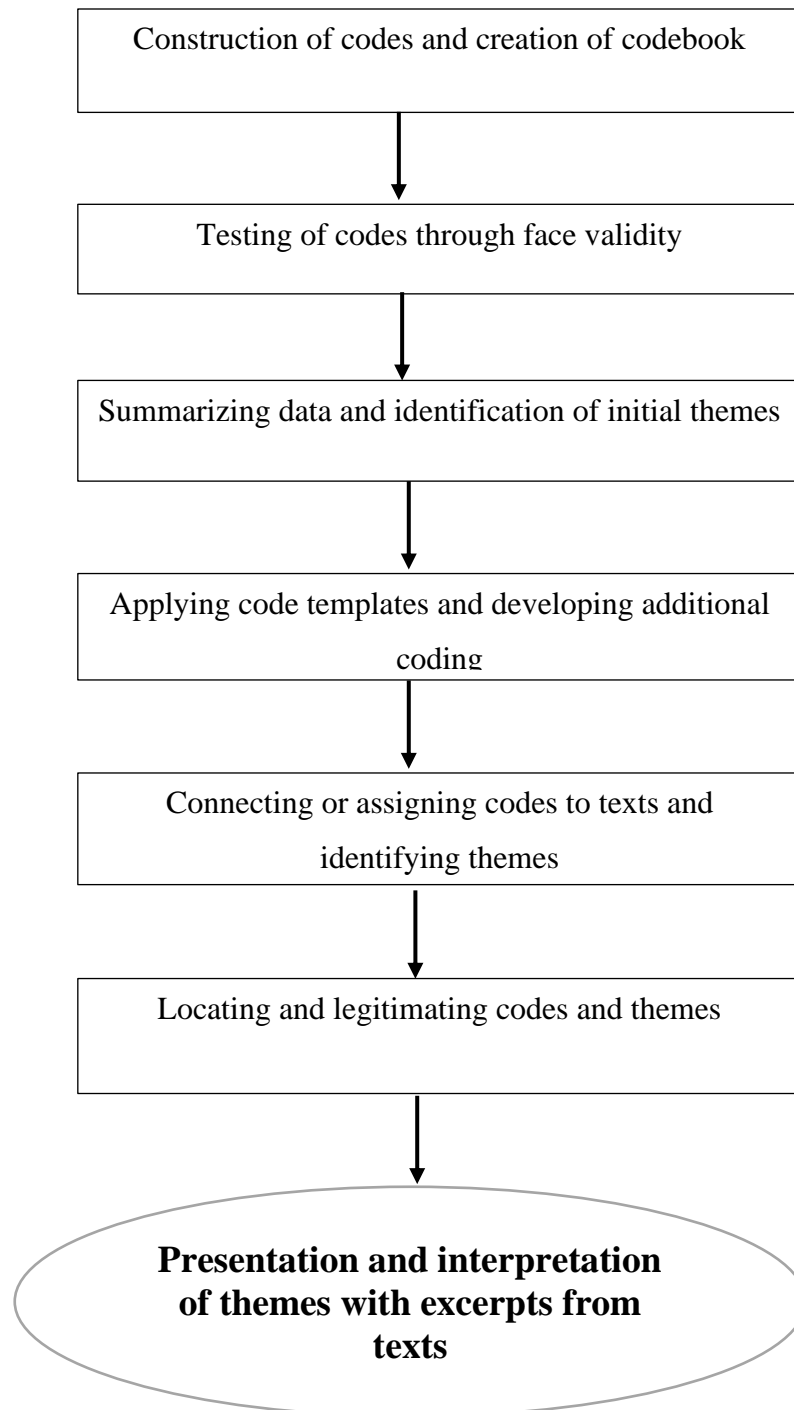 Construction of codes and creation of codebook
Testing of codes through face validity
Summarizing data and identification of initial themes
Applying code templates and developing additional
coding
Connecting or assigning codes to texts and
identifying themes
Locating and legitimating codes and themes
Presentation and interpretation
of themes with excerpts from
texts